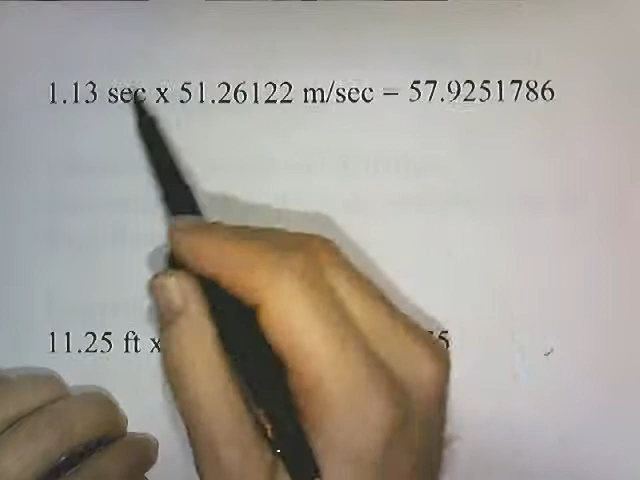 1.13 sec x 51.26122 m/sec = 57.9251786
11.25 ft x